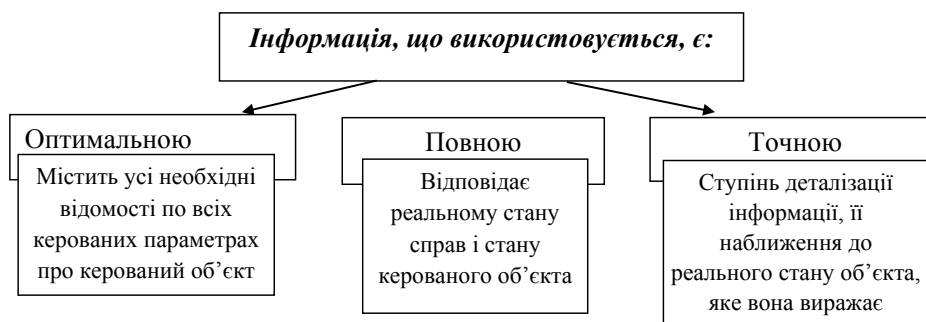 Інформація, що використовується, є:
Оптимальною
Містить усі необхідні
відомості по всіх
керованих параметрах
про керований об’єкт
Повною
Відповідає
реальному стану
справ і стану
керованого об’єкта
Точною
Ступінь деталізації
інформації, її
наближення до
реального стану об’єкта,
яке вона виражає